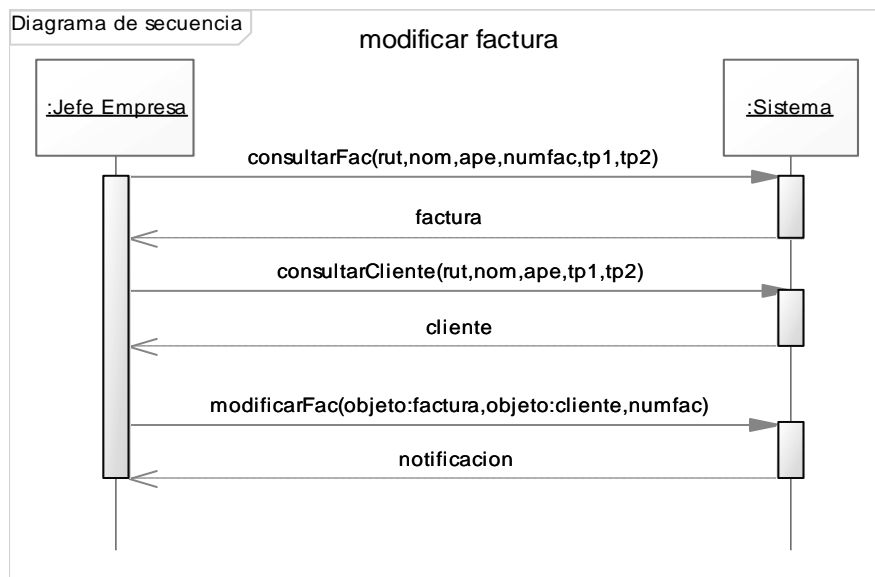 Diagrama de secuencia
modificar factura
:Jefe Empresa
:Sistema
consultarFac(rut,nom,ape,numfac,tp1,tp2)
factura
consultarCliente(rut,nom,ape,tp1,tp2)
cliente
modificarFac(objeto:factura,objeto:cliente,numfac)
notificacion